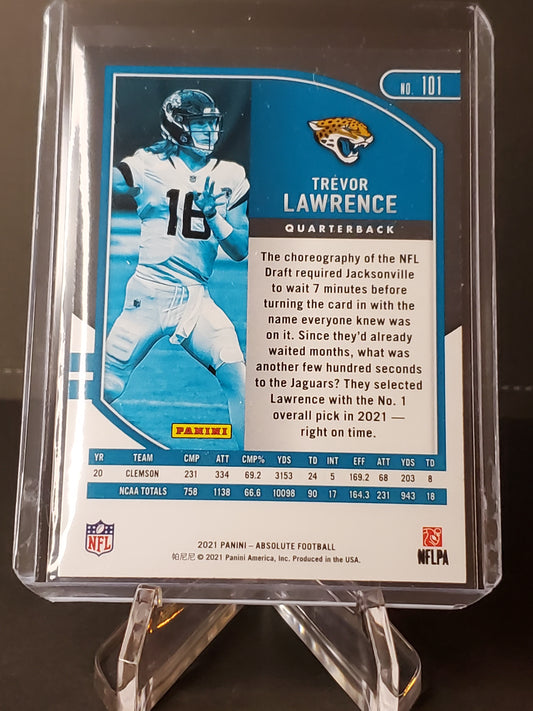 NO. 101
TREVOR
LAWRENCE
QUARTERBACK
16
The choreography of the NFL
Draft required Jacksonville
to wait 7 minutes before
turning the card in with the
name everyone knew was
on it. Since they'd already
waited months, what was
another few hundred seconds
to the Jaguars? They selected
Lawrence with the No. 1
overall pick in 2021 —
right on time.
PANINI
YR TEAM CMP ATT CMP% YDS TD INT EFF ATT YDS TD
20 CLEMSON 231 334 69.2 3153 24 5 169.2 68 203 8
NCAA TOTALS 758 1138 66.6 10098 90 17 164.3 231 943 18
NFL
2021 PANINI – ABSOLUTE FOOTBALL
帕尼尼 © 2021 Panini America, Inc. Produced in the USA.
NFLPA